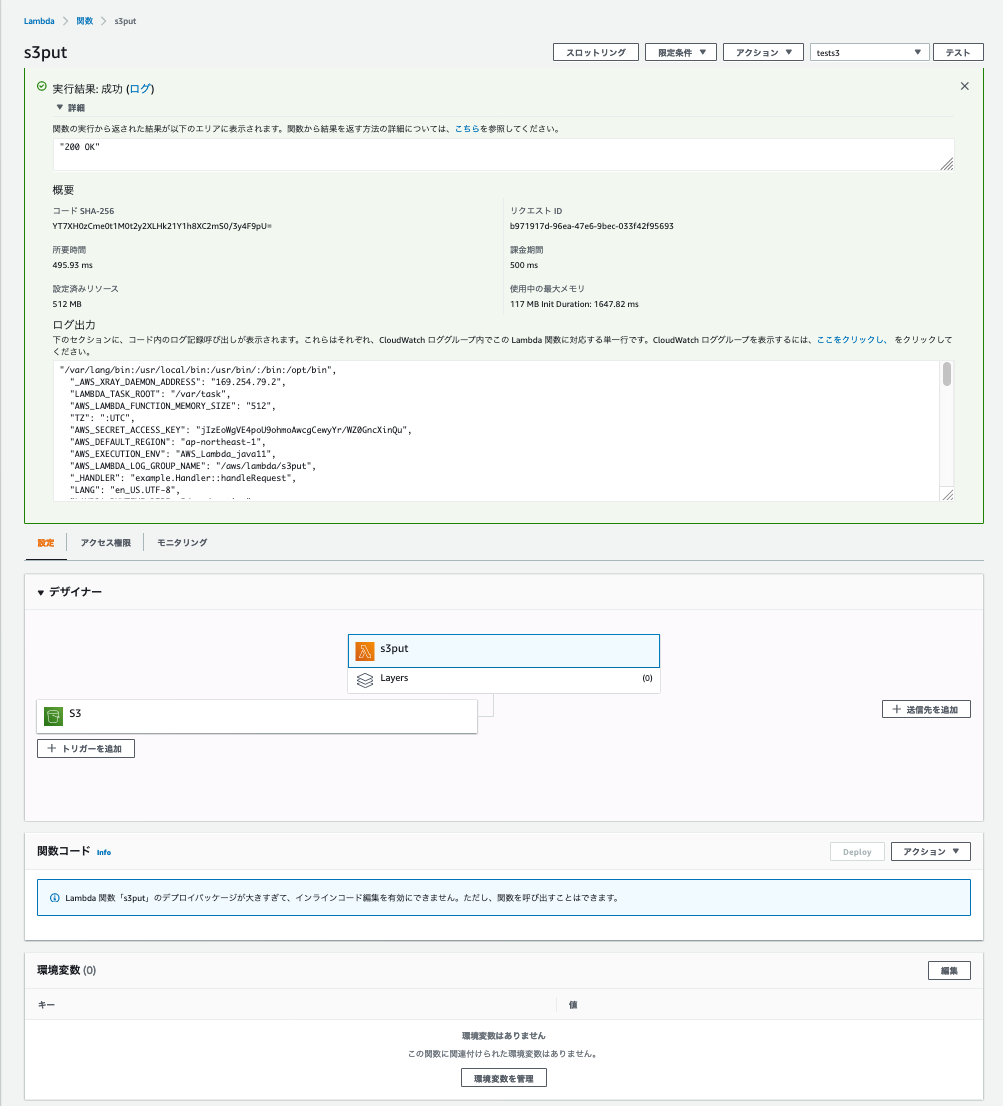 Lambda > 関数 > s3put
s3put
スロットリング
限定条件 ▼
アクション ▼
tests3 ▼
テスト
実行結果: 成功 (ログ)
▼ 詳細
関数の実行から返された結果が以下のエリアに表示されます。関数から結果を返す方法の詳細については、こちらを参照してください。
"200 OK"
概要
コード SHA-256
YT7XH0zCme0t1M0t2y2XLHk21Y1h8XC2mS0/3y4F9pU=
リクエスト ID
b971917d-96ea-47e6-9bec-033f42f95693
所要時間
495.93 ms
課金期間
500 ms
設定済みリソース
512 MB
使用中の最大メモリ
117 MB Init Duration: 1647.82 ms
ログ出力
下のセクションに、コード内のログ記録呼び出しが表示されます。これらはそれぞれ、CloudWatch ロググループ内でこの Lambda 関数に対応する単一行です。CloudWatch ロググループを表示するには、ここをクリックし、 をクリックして
ください。
"/var/lang/bin:/usr/local/bin:/usr/bin/:/bin:/opt/bin",
"_AWS_XRAY_DAEMON_ADDRESS": "169.254.79.2",
"LAMBDA_TASK_ROOT": "/var/task",
"AWS_LAMBDA_FUNCTION_MEMORY_SIZE": "512",
"TZ": ":UTC",
"AWS_SECRET_ACCESS_KEY": "jIzEoWgVE4poU9ohmoAwcgCewyYr/WZ0GncXinQu",
"AWS_DEFAULT_REGION": "ap-northeast-1",
"AWS_EXECUTION_ENV": "AWS_Lambda_java11",
"AWS_LAMBDA_LOG_GROUP_NAME": "/aws/lambda/s3put",
"_HANDLER": "example.Handler::handleRequest",
"LANG": "en_US.UTF-8",
設定
アクセス権限
モニタリング
▼ デザイナー
s3put
Layers
(0)
S3
+ 送信先を追加
+ トリガーを追加
関数コード Info
Deploy
アクション ▼
Lambda 関数「s3put」のデプロイパッケージが大きすぎて、インラインコード編集を有効にできません。ただし、関数を呼び出すことはできます。
環境変数 (0)
編集
キー
値
環境変数はありません
この関数に関連付けられた環境変数はありません。
環境変数を管理